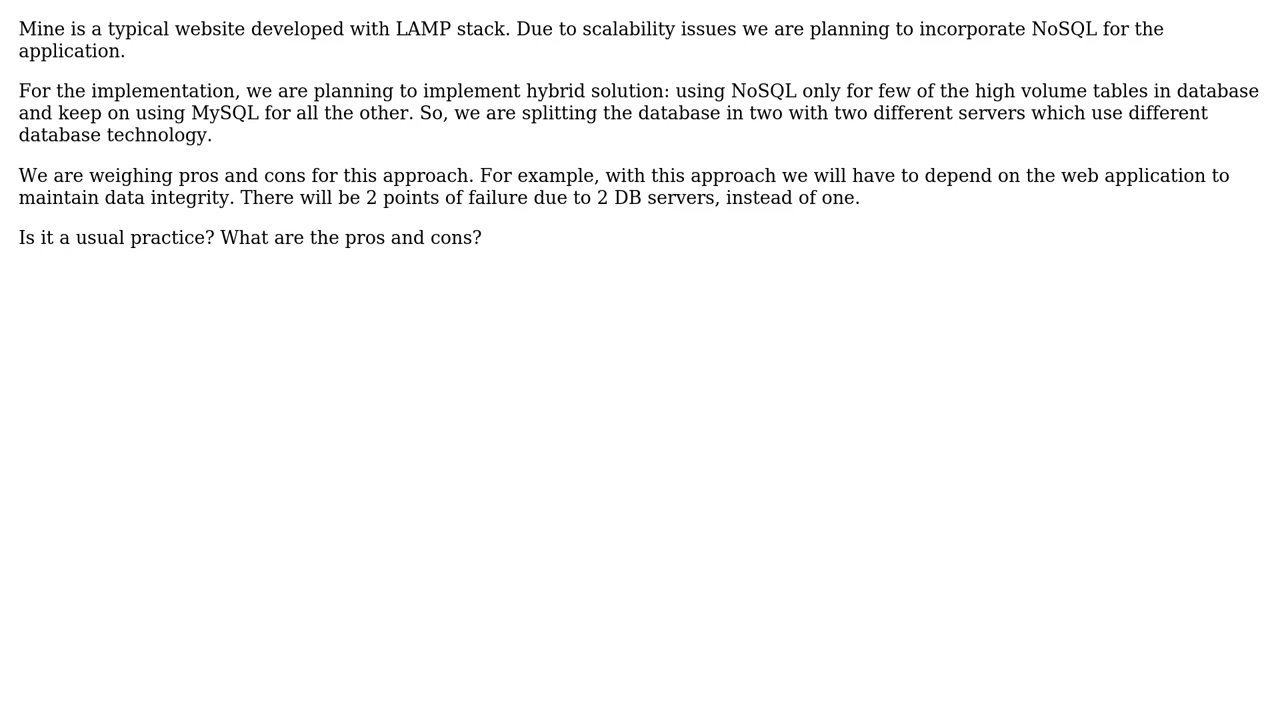 Mine is a typical website developed with LAMP stack. Due to scalability issues we are planning to incorporate NoSQL for the
application.
For the implementation, we are planning to implement hybrid solution: using NoSQL only for few of the high volume tables in database
and keep on using MySQL for all the other. So, we are splitting the database in two with two different servers which use different
database technology.
We are weighing pros and cons for this approach. For example, with this approach we will have to depend on the web application to
maintain data integrity. There will be 2 points of failure due to 2 DB servers, instead of one.
Is it a usual practice? What are the pros and cons?